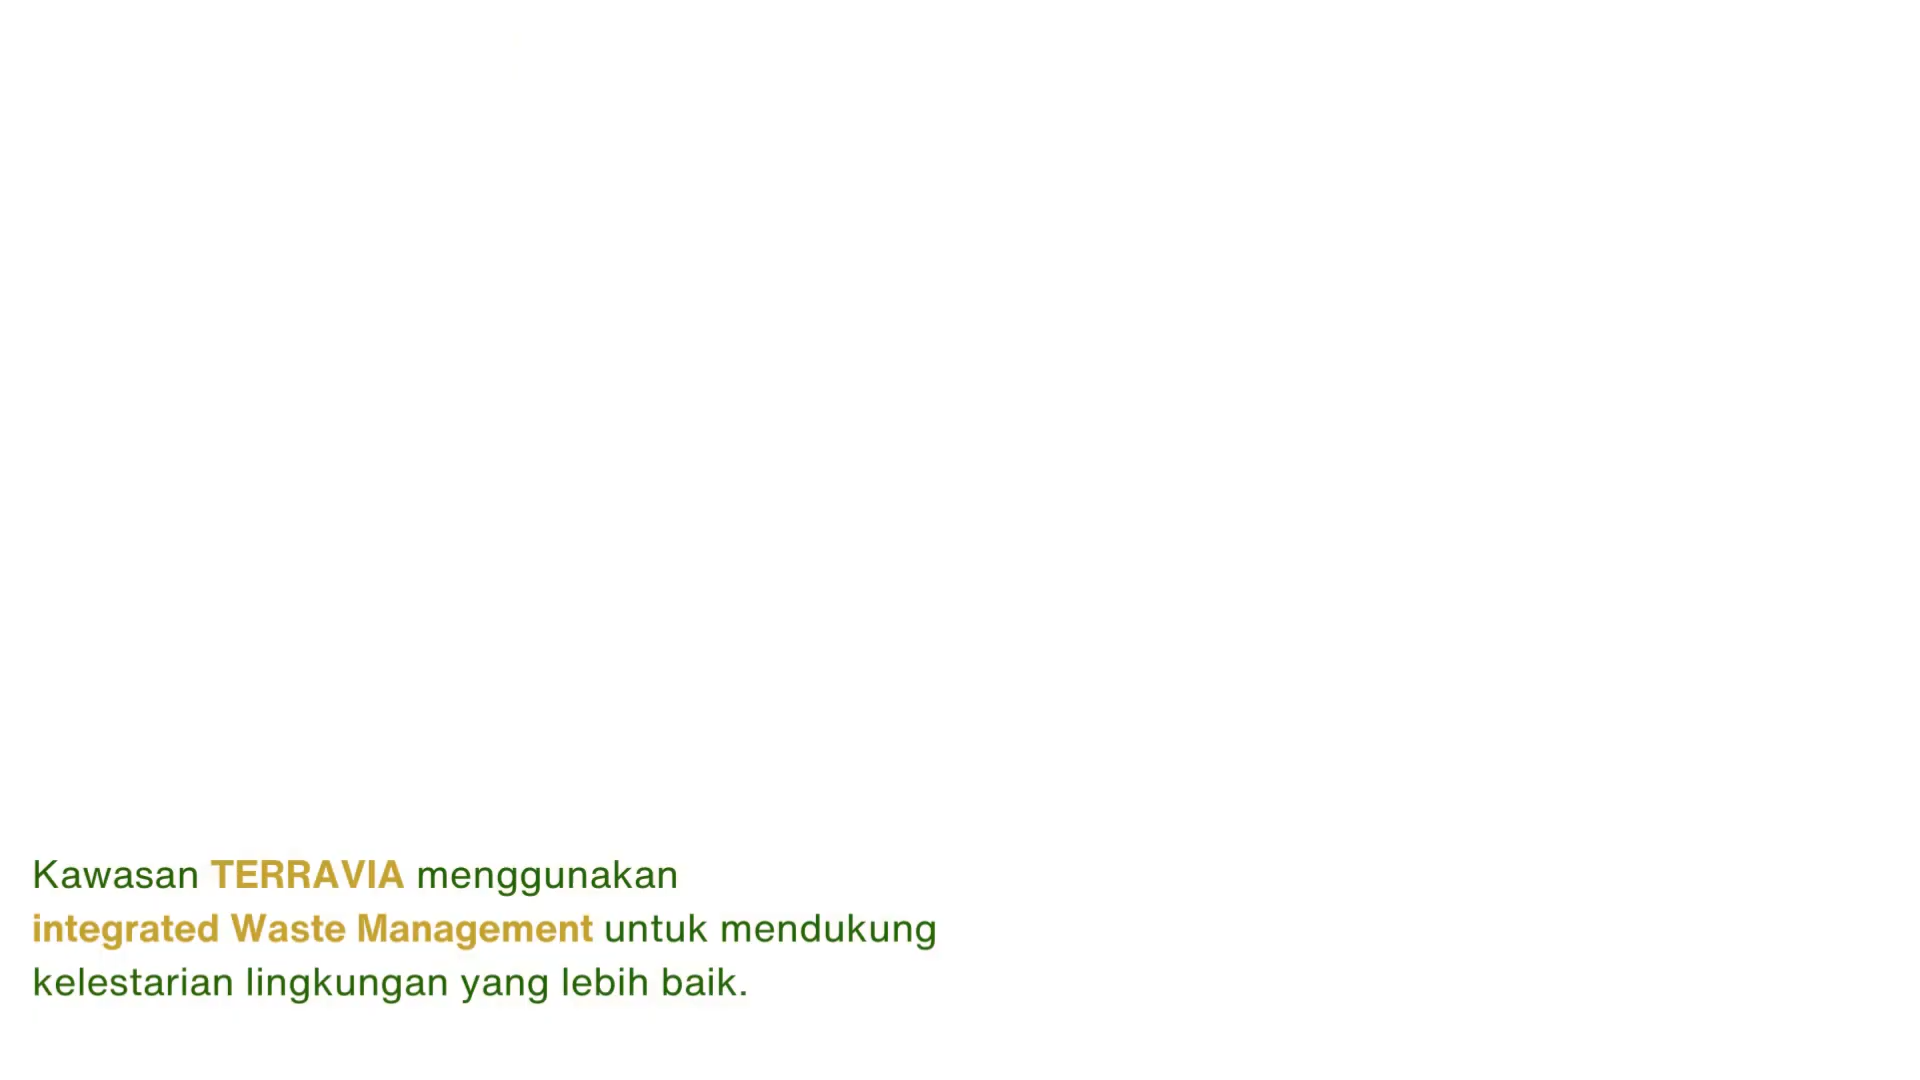 Kawasan TERRAVIA menggunakan
integrated Waste Management untuk mendukung
kelestarian lingkungan yang lebih baik.